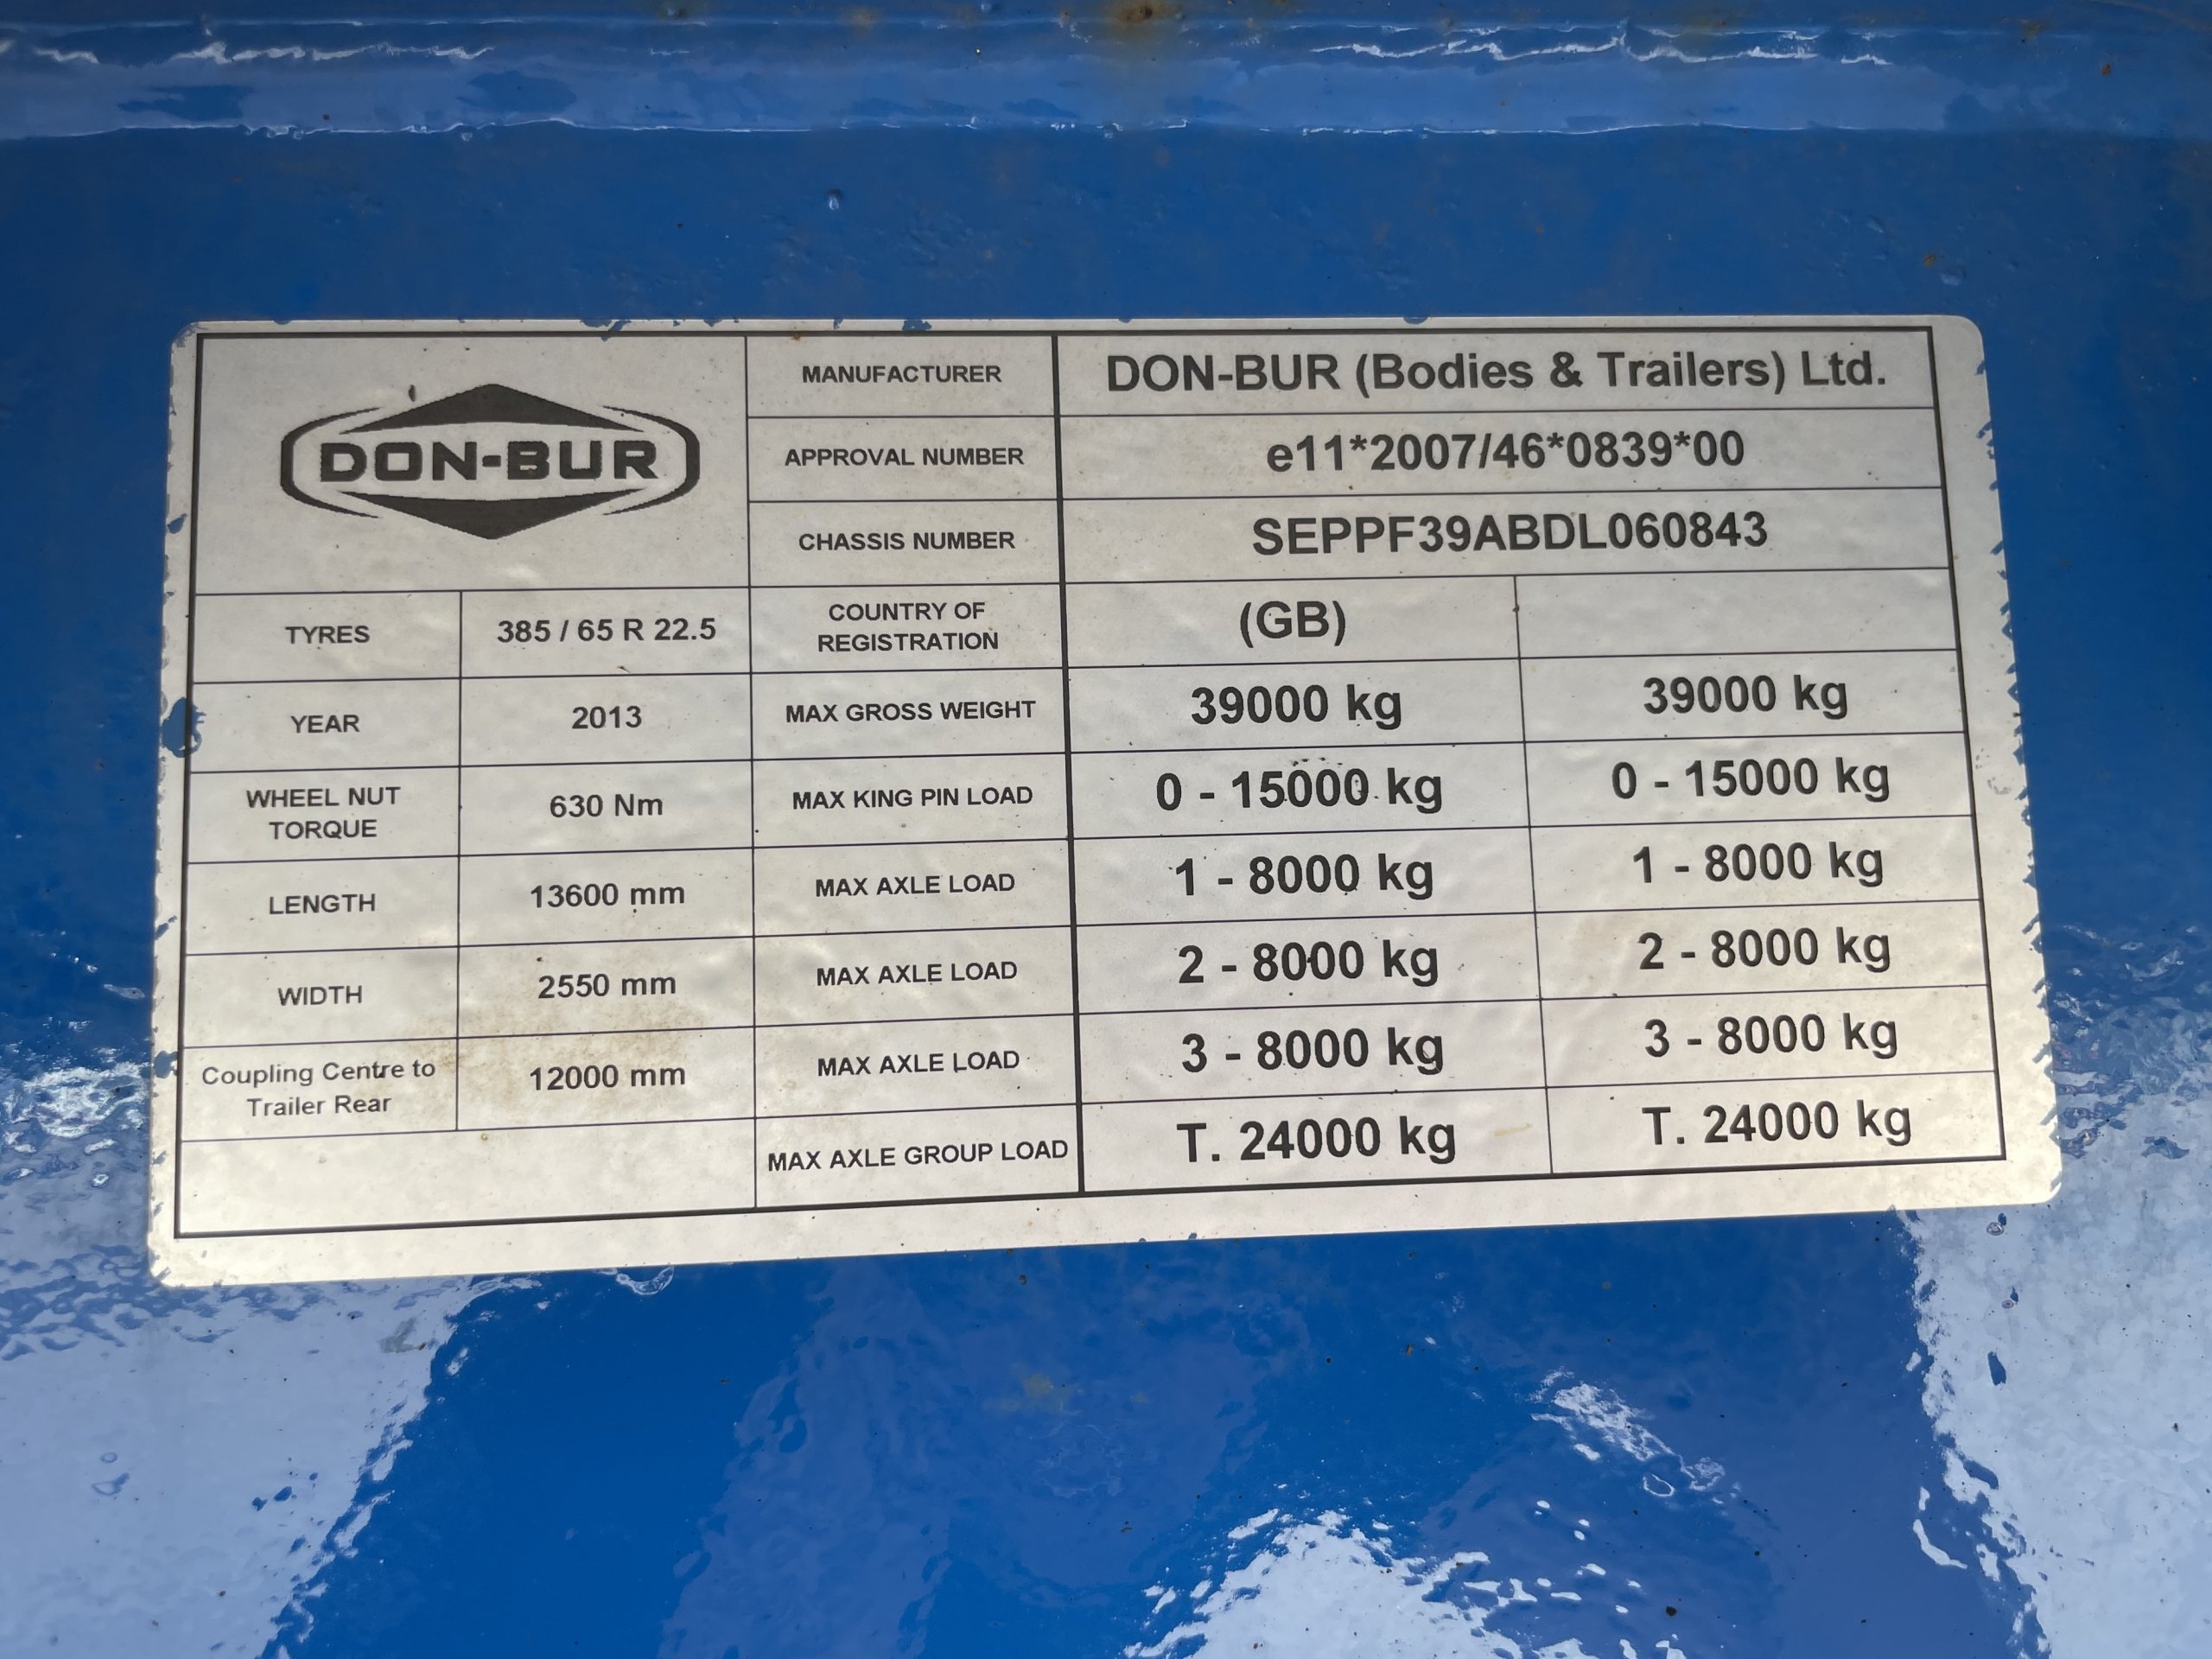 DON-BUR
MANUFACTURER DON-BUR (Bodies & Trailers) Ltd.
APPROVAL NUMBER e11*2007/46*0839*00
CHASSIS NUMBER SEPPF39ABDL060843
TYRES 385 / 65 R 22.5
COUNTRY OF
REGISTRATION
(GB)
YEAR 2013 MAX GROSS WEIGHT 39000 kg 39000 kg
WHEEL NUT
TORQUE
630 Nm MAX KING PIN LOAD 0 - 15000 kg 0 - 15000 kg
LENGTH 13600 mm MAX AXLE LOAD 1 - 8000 kg 1 - 8000 kg
WIDTH 2550 mm MAX AXLE LOAD 2 - 8000 kg 2 - 8000 kg
Coupling Centre to
Trailer Rear
12000 mm MAX AXLE LOAD 3 - 8000 kg 3 - 8000 kg
MAX AXLE GROUP LOAD T. 24000 kg T. 24000 kg